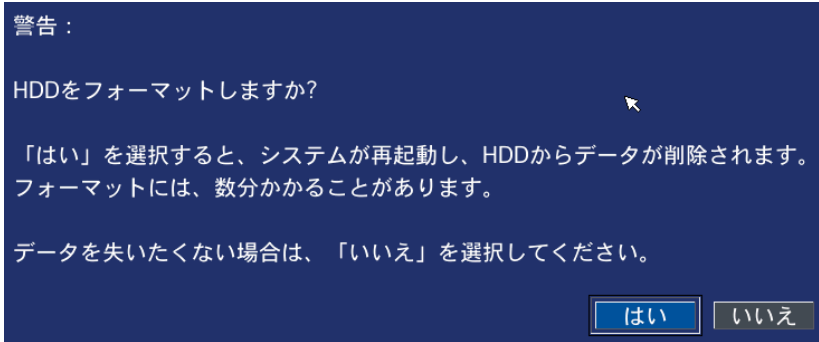 警告：
HDDをフォーマットしますか?
「はい」を選択すると、システムが再起動し、HDDからデータが削除されます。
フォーマットには、数分かかることがあります。
データを失いたくない場合は、「いいえ」を選択してください。
はい
いいえ